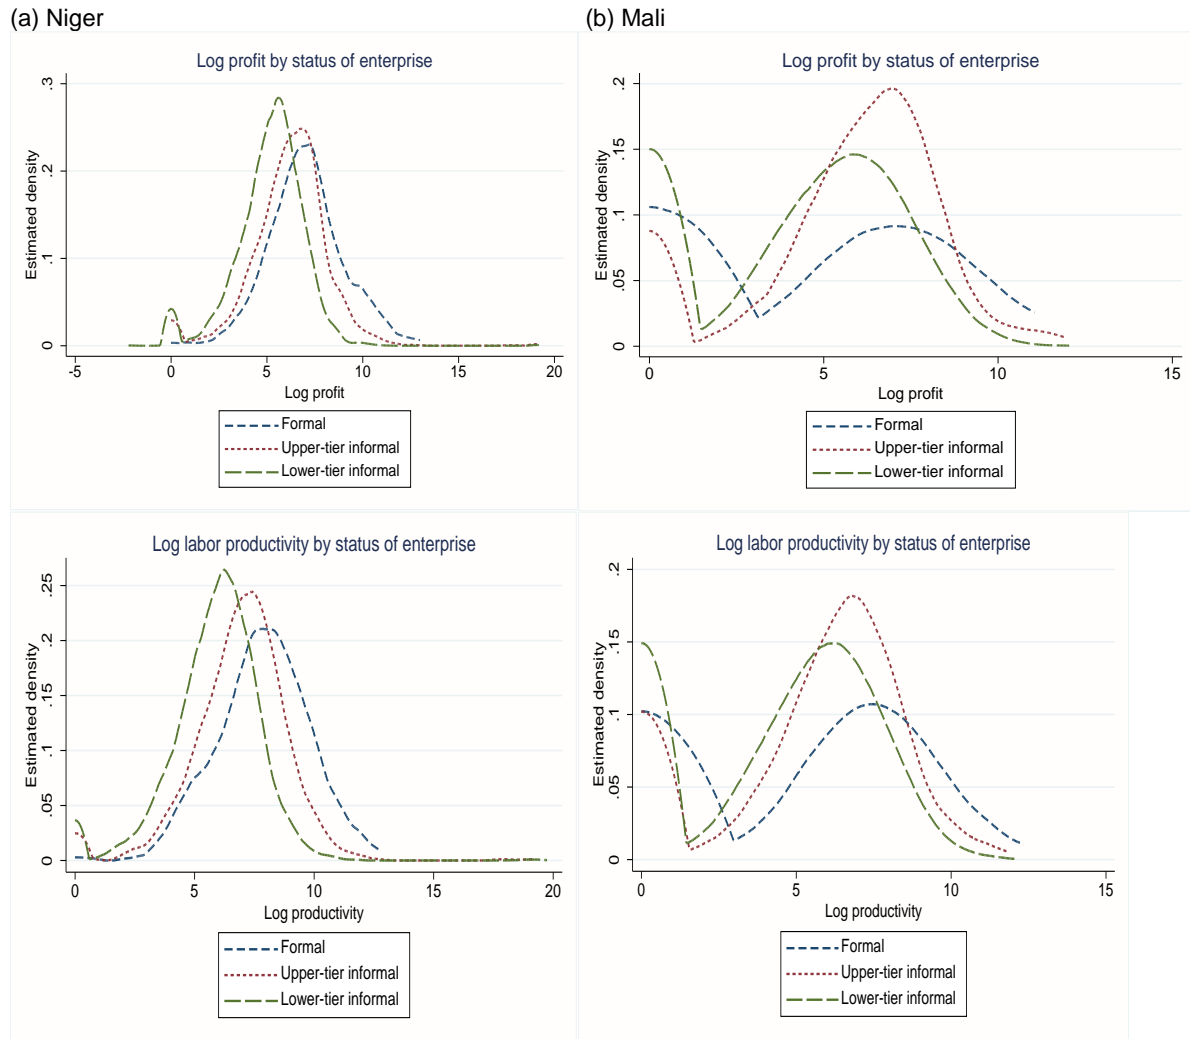 (a) Niger
(b) Mali
Log profit by status of enterprise
Estimated density
.3
.2
.1
0
-5 0 5 10 15 20
Log profit
Formal
Upper-tier informal
Lower-tier informal
Log profit by status of enterprise
Estimated density
.2
.15
.1
.05
0
0 5 10 15
Log profit
Formal
Upper-tier informal
Lower-tier informal
Log labor productivity by status of enterprise
Estimated density
.25
.2
.15
.1
.05
0
0 5 10 15 20
Log productivity
Formal
Upper-tier informal
Lower-tier informal
Log labor productivity by status of enterprise
Estimated density
.2
.15
.1
.05
0
0 5 10 15
Log productivity
Formal
Upper-tier informal
Lower-tier informal